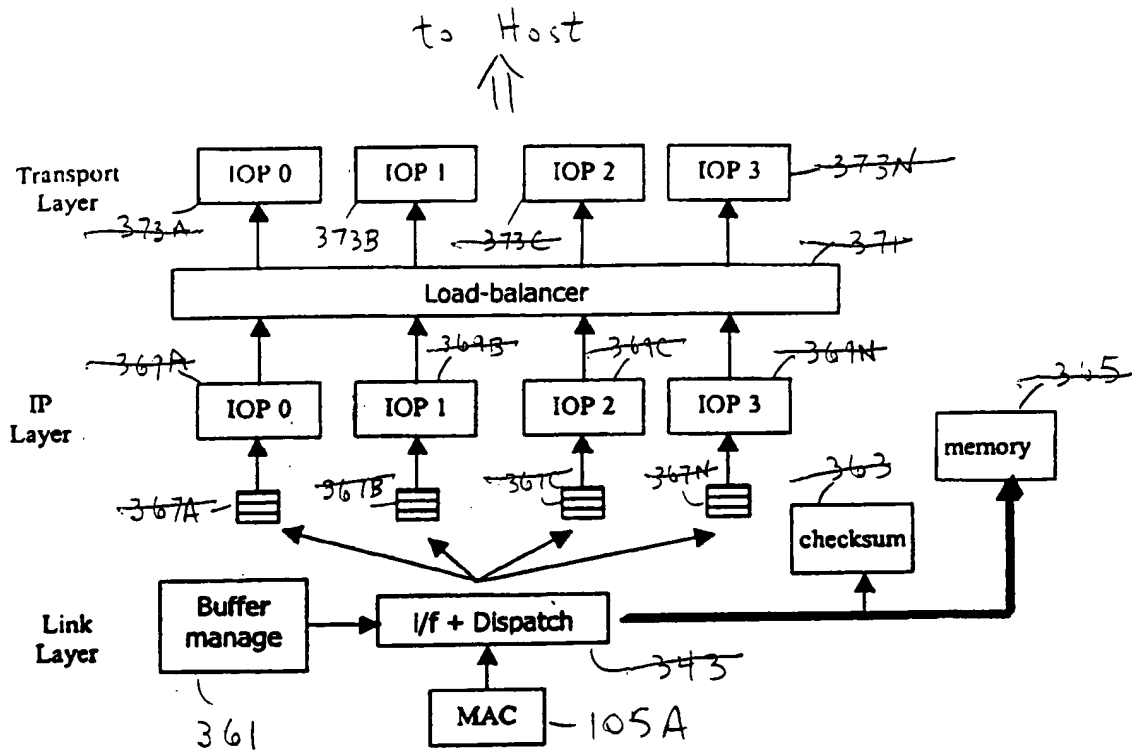 to Host
Transport Layer
IOP 0
IOP 1
IOP 2
IOP 3
373N
373A
373B
373C
371
Load-balancer
369B
369C
369N
IP Layer
IOP 0
IOP 1
IOP 2
IOP 3
365
memory
363
367A
367B
367C
367N
checksum
Link Layer
Buffer manage
i/f + Dispatch
343
MAC
105A
361